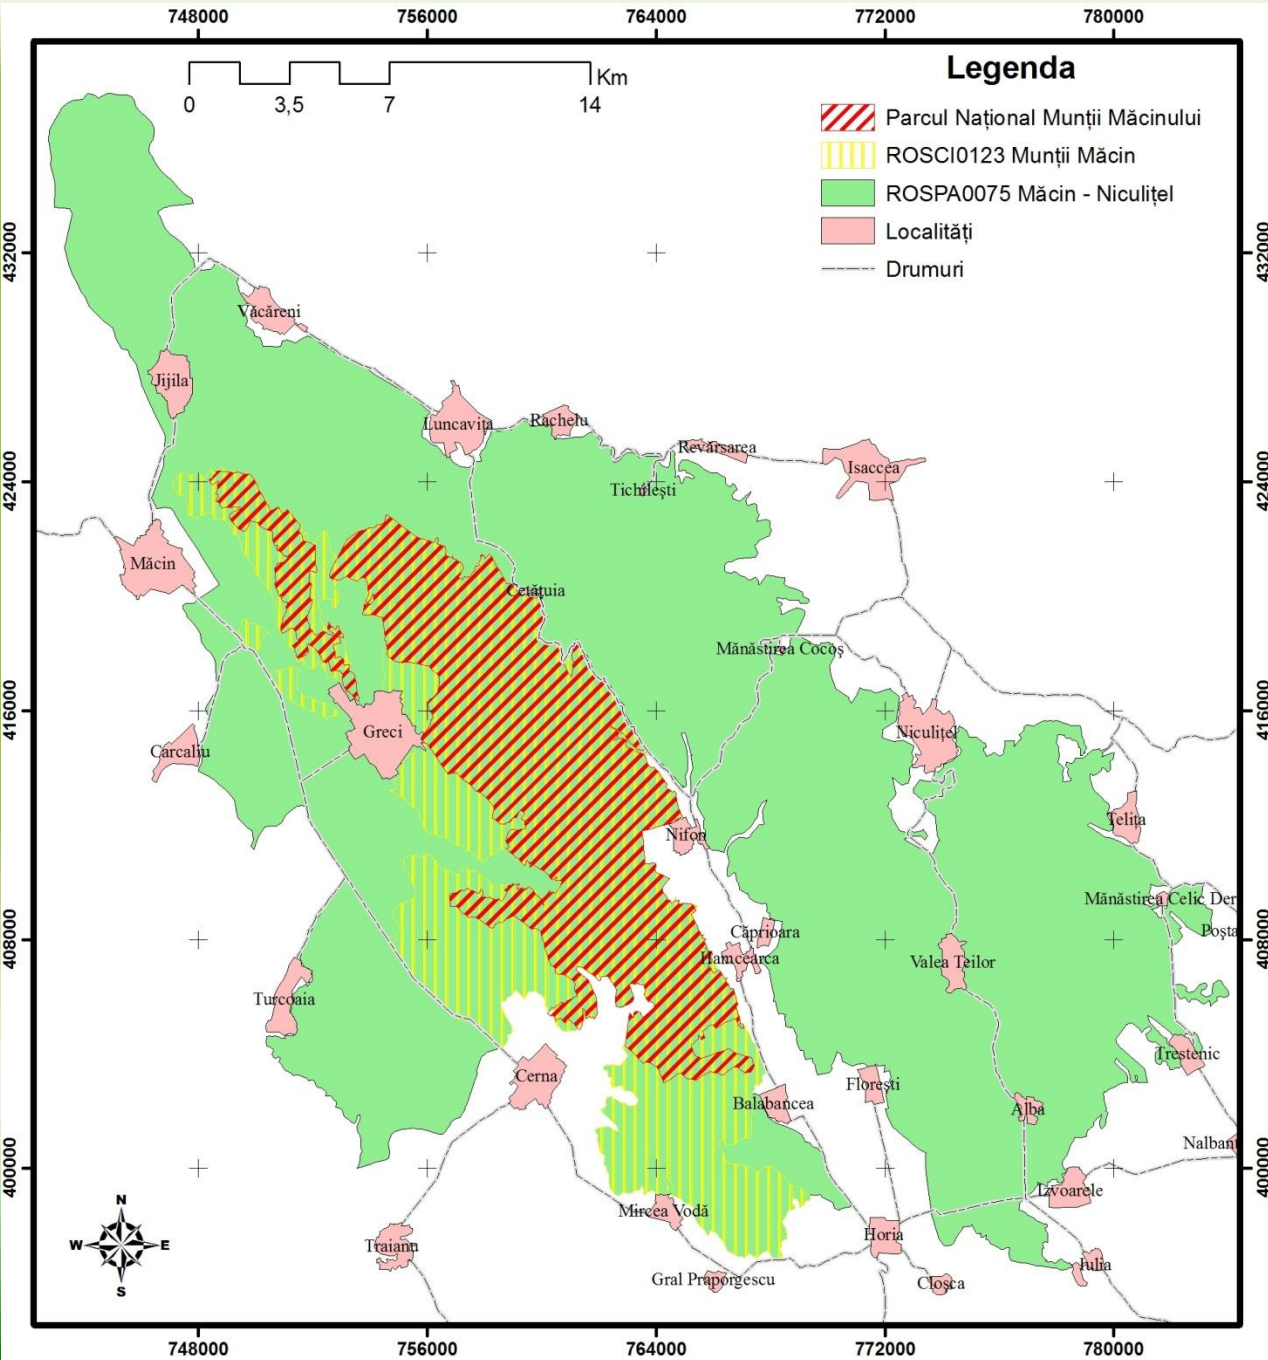 748000 756000 764000 772000 780000
0 3,5 7 14 Km
Legenda
Parcul Național Munții Măcinului
ROSCI0123 Munții Măcin
ROSPA0075 Măcin - Niculițel
Localități
Drumuri
432000 432000
Văcăreni
Jijila
Luncavița
Rachelu
Revărsarea
Isaccea
424000 424000
Tichilești
Măcin
Cetățuia
Mănăstirea Cocoș
416000 416000
Greci
Niculițel
Carcaliu
Telița
Nifon
Mănăstirea Celic Der
Căprioara
Poșta
408000 408000
Hamcearca
Valea Teilor
Turcoaia
Trestenic
Cerna
Florești
Balabancea
Alba
Nalbant
400000 400000
Izvoarele
Mircea Vodă
Horia
Traianu
Iulia
Gral Praporgescu
Cloșca
N
W E
S
748000 756000 764000 772000 780000